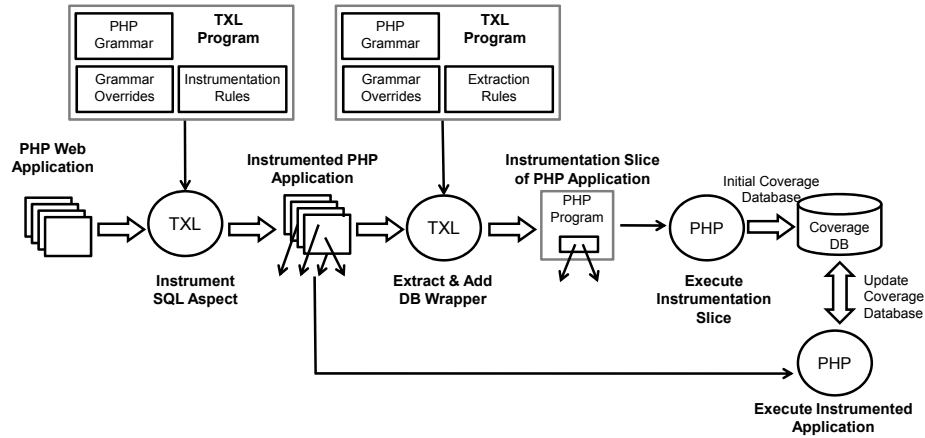 PHP
Grammar
TXL
Program
Grammar
Overrides
Instrumentation
Rules
PHP
Grammar
TXL
Program
Grammar
Overrides
Extraction
Rules
PHP Web
Application
TXL
Instrument
SQL Aspect
Instrumented PHP
Application
TXL
Extract & Add
DB Wrapper
Instrumentation Slice
of PHP Application
PHP
Program
PHP
Execute
Instrumentation
Slice
Initial Coverage
Database
Coverage
DB
Update
Coverage
Database
PHP
Execute Instrumented
Application